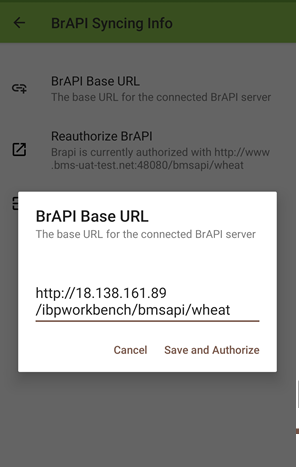 BrAPI Syncing Info
BrAPI Base URL
The base URL for the connected BrAPI server
Reauthorize BrAPI
Brapi is currently authorized with http://www
.bms-uat-test.net:48080/bmsapi/wheat
BrAPI Base URL
The base URL for the connected BrAPI server
http://18.138.161.89
/ibpworkbench/bmsapi/wheat
Cancel Save and Authorize